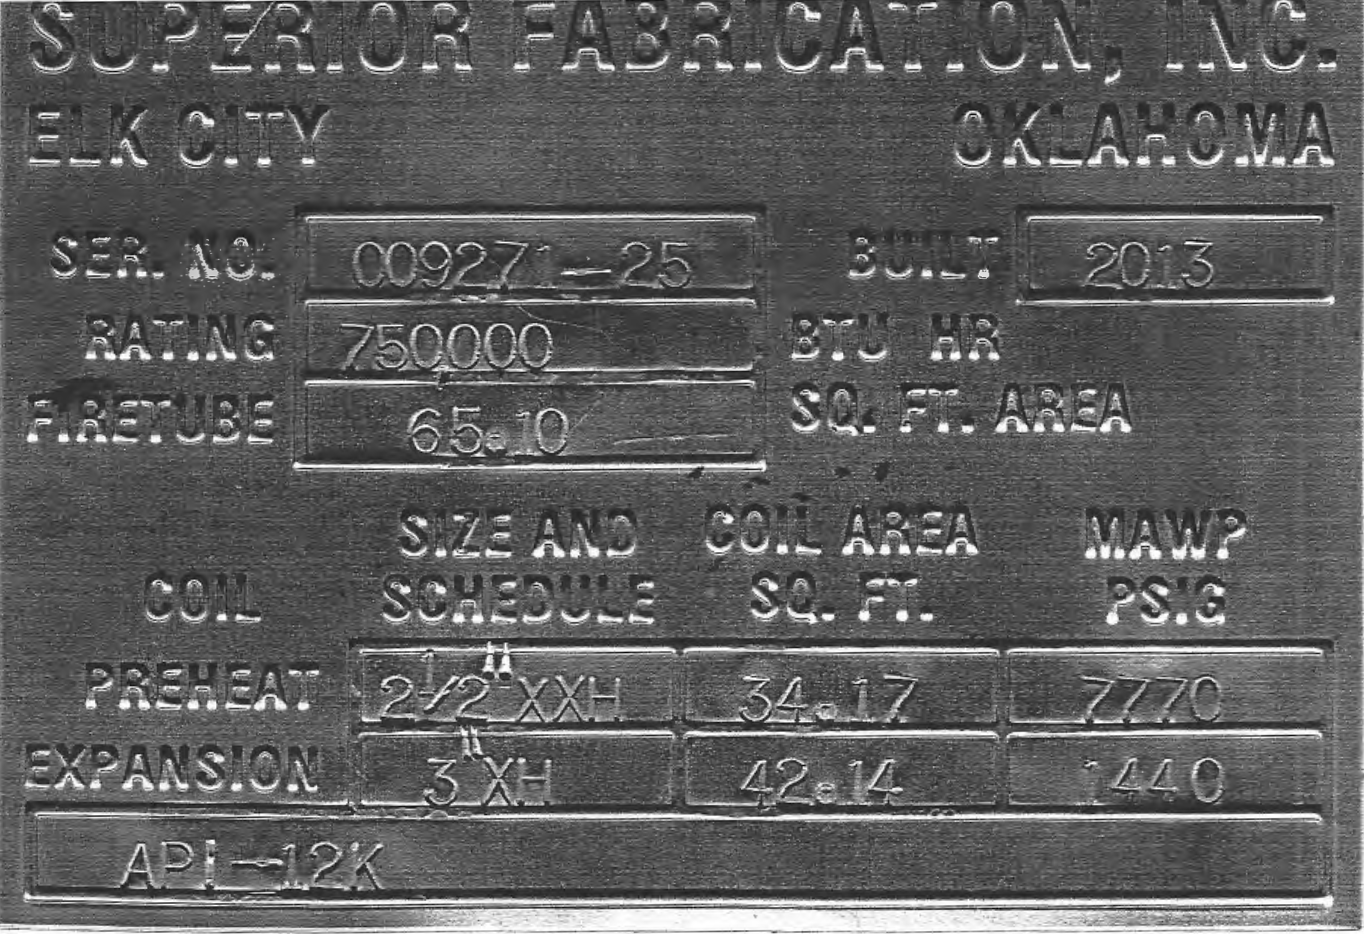 SUPERIOR FABRICATION, INC.
ELK CITY OKLAHOMA
SER. NO. 009271-25 BUILT 2013
RATING 750000 BTU HR
FIRETUBE 65.10 SQ. FT. AREA
SIZE AND COIL AREA MAWP
COIL SCHEDULE SQ. FT. PSIG
PREHEAT 2 1/2" XXH 34.17 7770
EXPANSION 3" XH 42.14 1440
API-12K